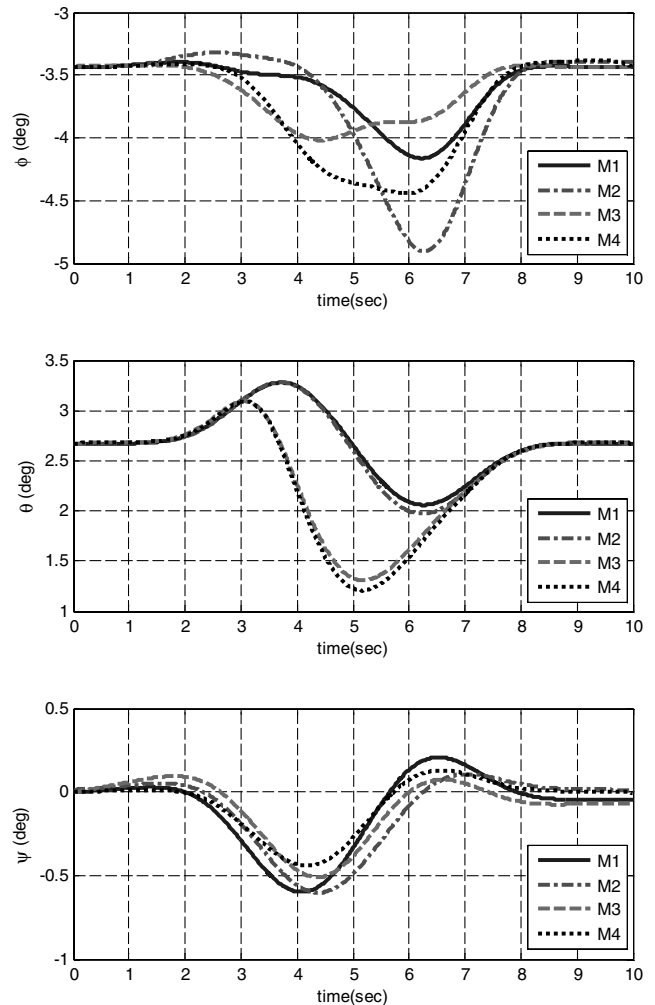 -3
-3.5
-4
-4.5
-5
ϕ (deg)
M1
M2
M3
M4
0 1 2 3 4 5 6 7 8 9 10
time(sec)
3.5
3
2.5
2
1.5
1
θ (deg)
M1
M2
M3
M4
0 1 2 3 4 5 6 7 8 9 10
time(sec)
0.5
0
-0.5
-1
ψ (deg)
M1
M2
M3
M4
0 1 2 3 4 5 6 7 8 9 10
time(sec)